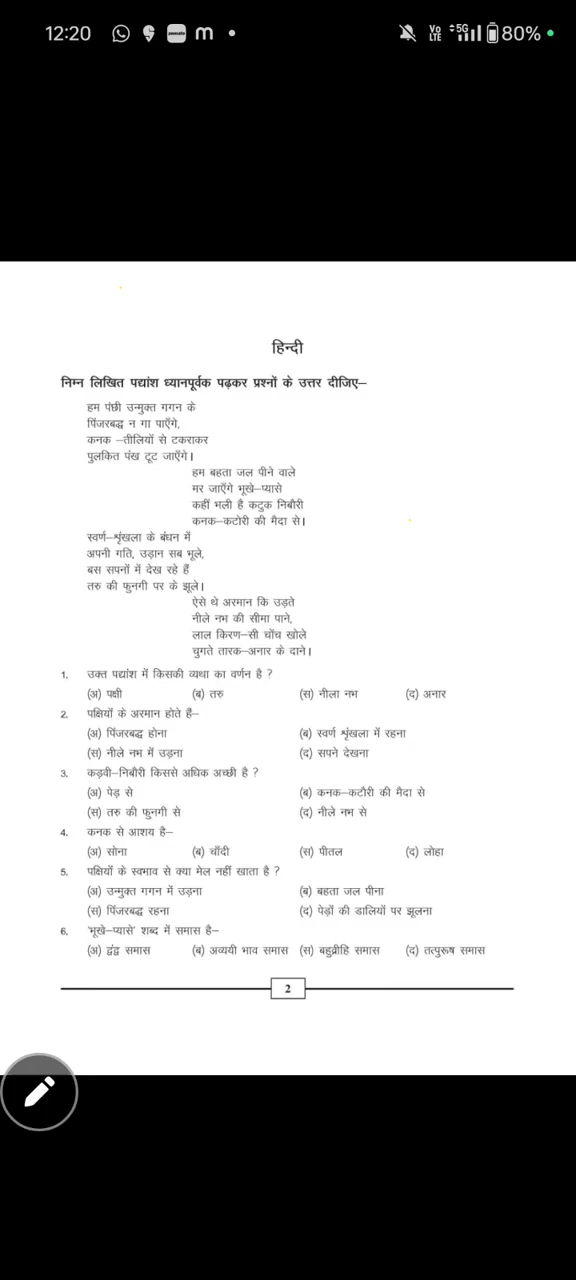 12:20 m VoLTE 5G 80%
हिन्दी
निम्न लिखित पद्यांश ध्यानपूर्वक पढ़कर प्रश्नों के उत्तर दीजिए–
हम पंछी उन्मुक्त गगन के
पिंजरबद्ध न गा पाएँगे,
कनक –तीलियों से टकराकर
पुलकित पंख टूट जाएँगे।
हम बहता जल पीने वाले
मर जाएँगे भूखे–प्यासे
कहीं भली है कटुक निबौरी
कनक–कटोरी की मैदा से।
स्वर्ण–शृंखला के बंधन में
अपनी गति, उड़ान सब भूले,
बस सपनों में देख रहे हैं
तरु की फुनगी पर के झूले।
ऐसे थे अरमान कि उड़ते
नीले नभ की सीमा पाने,
लाल किरण–सी चोंच खोले
चुगते तारक–अनार के दाने।
1. उक्त पद्यांश में किसकी व्यथा का वर्णन है ?
(अ) पक्षी (ब) तरु (स) नीला नभ (द) अनार
2. पक्षियों के अरमान होते हैं–
(अ) पिंजरबद्ध होना (ब) स्वर्ण शृंखला में रहना
(स) नीले नभ में उड़ना (द) सपने देखना
3. कड़वी–निबौरी किससे अधिक अच्छी है ?
(अ) पेड़ से (ब) कनक–कटौरी की मैदा से
(स) तरु की फुनगी से (द) नीले नभ से
4. कनक से आशय है–
(अ) सोना (ब) चाँदी (स) पीतल (द) लोहा
5. पक्षियों के स्वभाव से क्या मेल नहीं खाता है ?
(अ) उन्मुक्त गगन में उड़ना (ब) बहता जल पीना
(स) पिंजरबद्ध रहना (द) पेड़ों की डालियों पर झूलना
6. 'भूखे–प्यासे' शब्द में समास है–
(अ) द्वंद्व समास (ब) अव्ययी भाव समास (स) बहुव्रीहि समास (द) तत्पुरूष समास
2